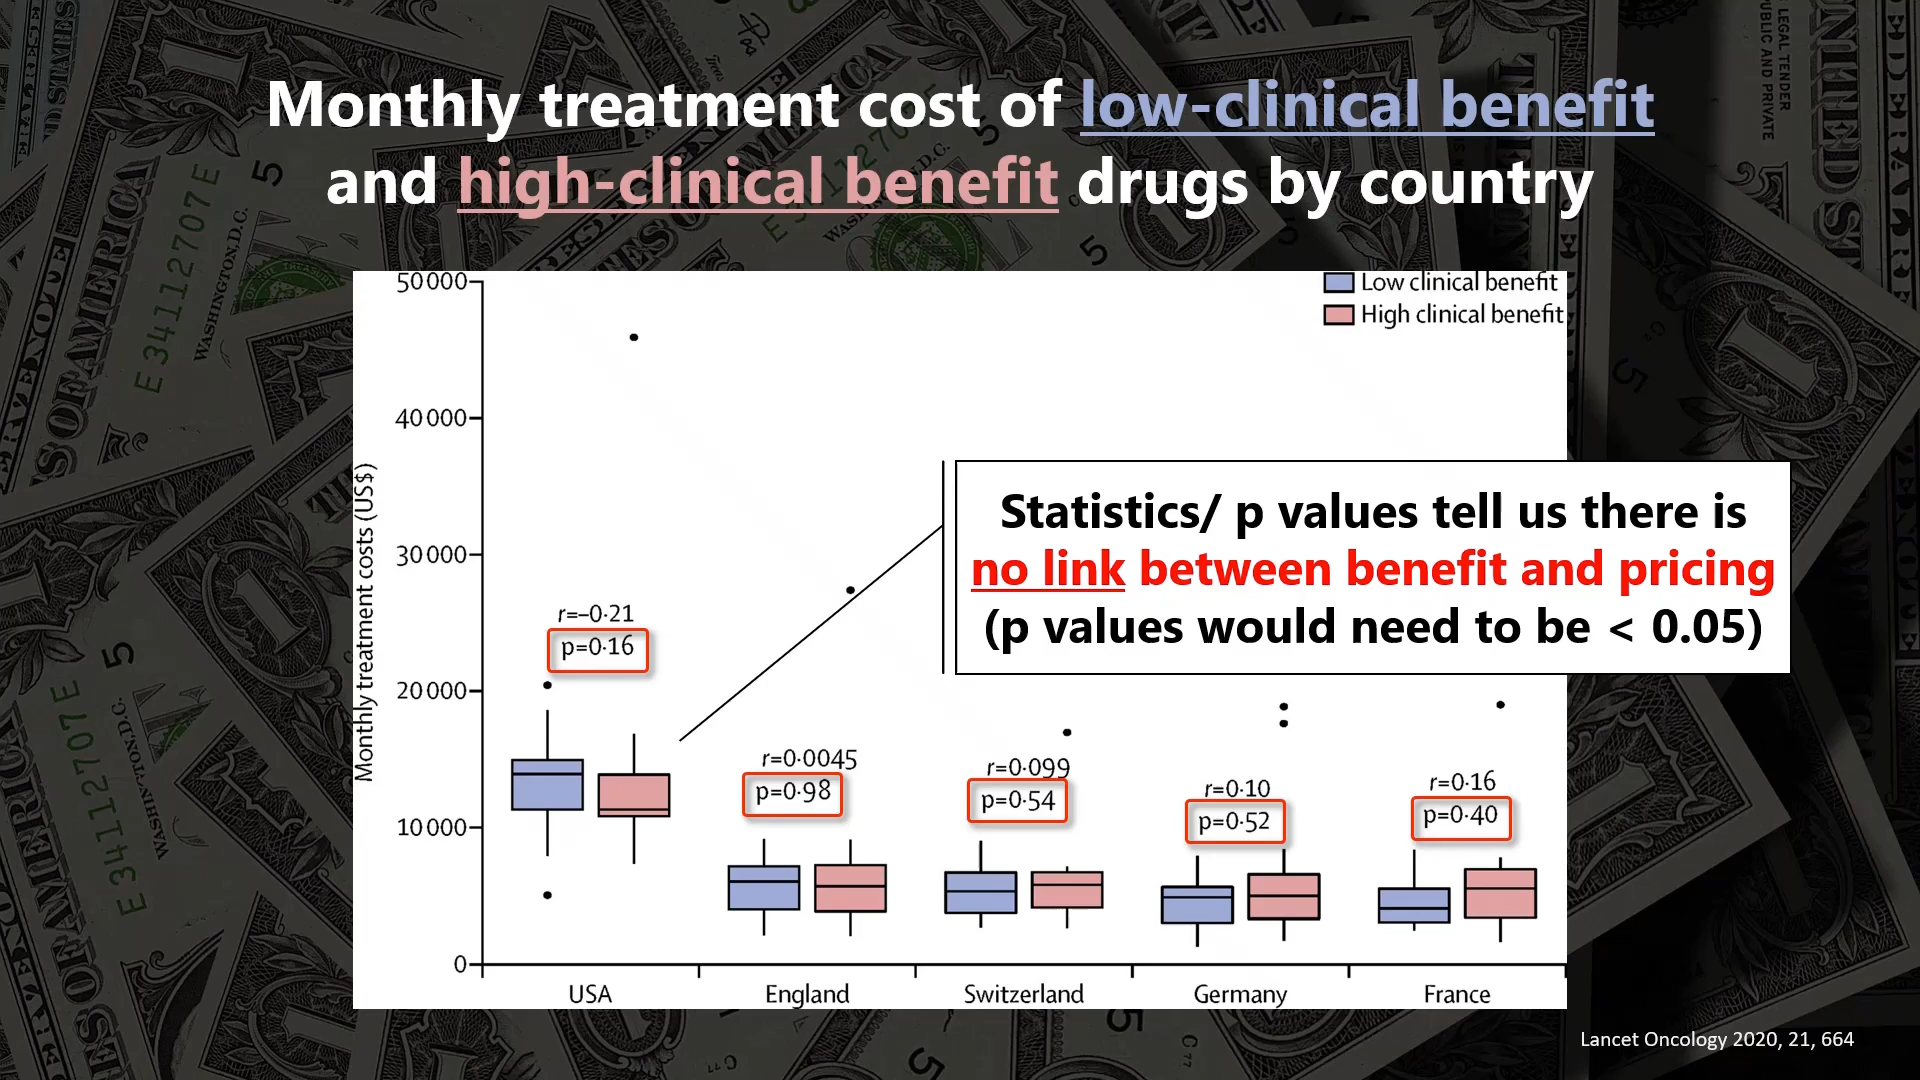 Monthly treatment cost of low-clinical benefit
and high-clinical benefit drugs by country
Low clinical benefit
High clinical benefit
Monthly treatment costs (US$)
50000
40000
30000
20000
10000
0
r=–0·21
p=0·16
r=0·0045
p=0·98
r=0·099
p=0·54
r=0·10
p=0·52
r=0·16
p=0·40
Statistics/ p values tell us there is
no link between benefit and pricing
(p values would need to be < 0.05)
USA
England
Switzerland
Germany
France
Lancet Oncology 2020, 21, 664
E34112707E
WASHINGTON, D.C.
E34112707E